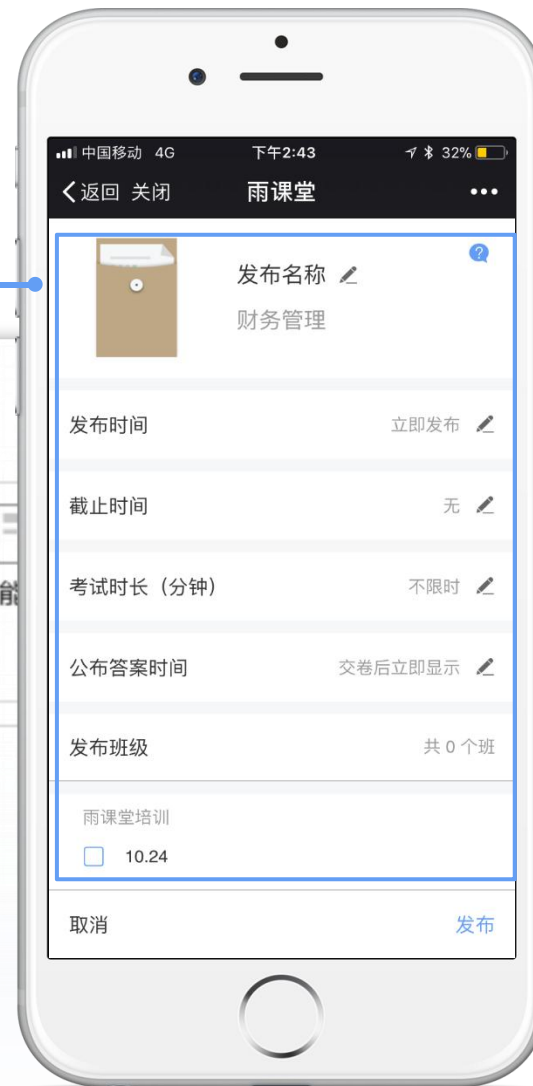 中国移动 4G 下午2:43 32%
返回 关闭 雨课堂
发布名称
财务管理
发布时间 立即发布
截止时间 无
考试时长（分钟） 不限时
公布答案时间 交卷后立即显示
发布班级 共 0 个班
雨课堂培训
10.24
取消 发布
能